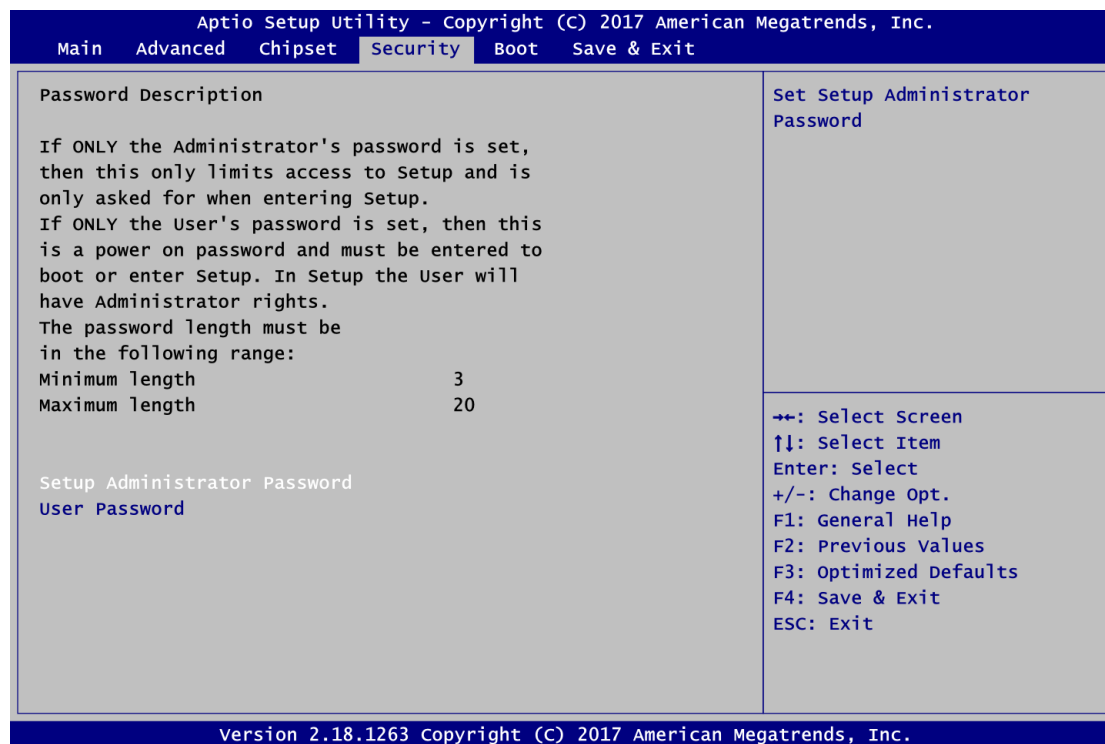 Aptio Setup Utility - Copyright (C) 2017 American Megatrends, Inc.
Main Advanced Chipset Security Boot Save & Exit
Password Description
If ONLY the Administrator's password is set,
then this only limits access to Setup and is
only asked for when entering Setup.
If ONLY the User's password is set, then this
is a power on password and must be entered to
boot or enter Setup. In Setup the User will
have Administrator rights.
The password length must be
in the following range:
Minimum length 3
Maximum length 20
Setup Administrator Password
User Password
Set Setup Administrator
Password
→←: Select Screen
↑↓: Select Item
Enter: Select
+/-: Change Opt.
F1: General Help
F2: Previous Values
F3: Optimized Defaults
F4: Save & Exit
ESC: Exit
Version 2.18.1263 Copyright (C) 2017 American Megatrends, Inc.